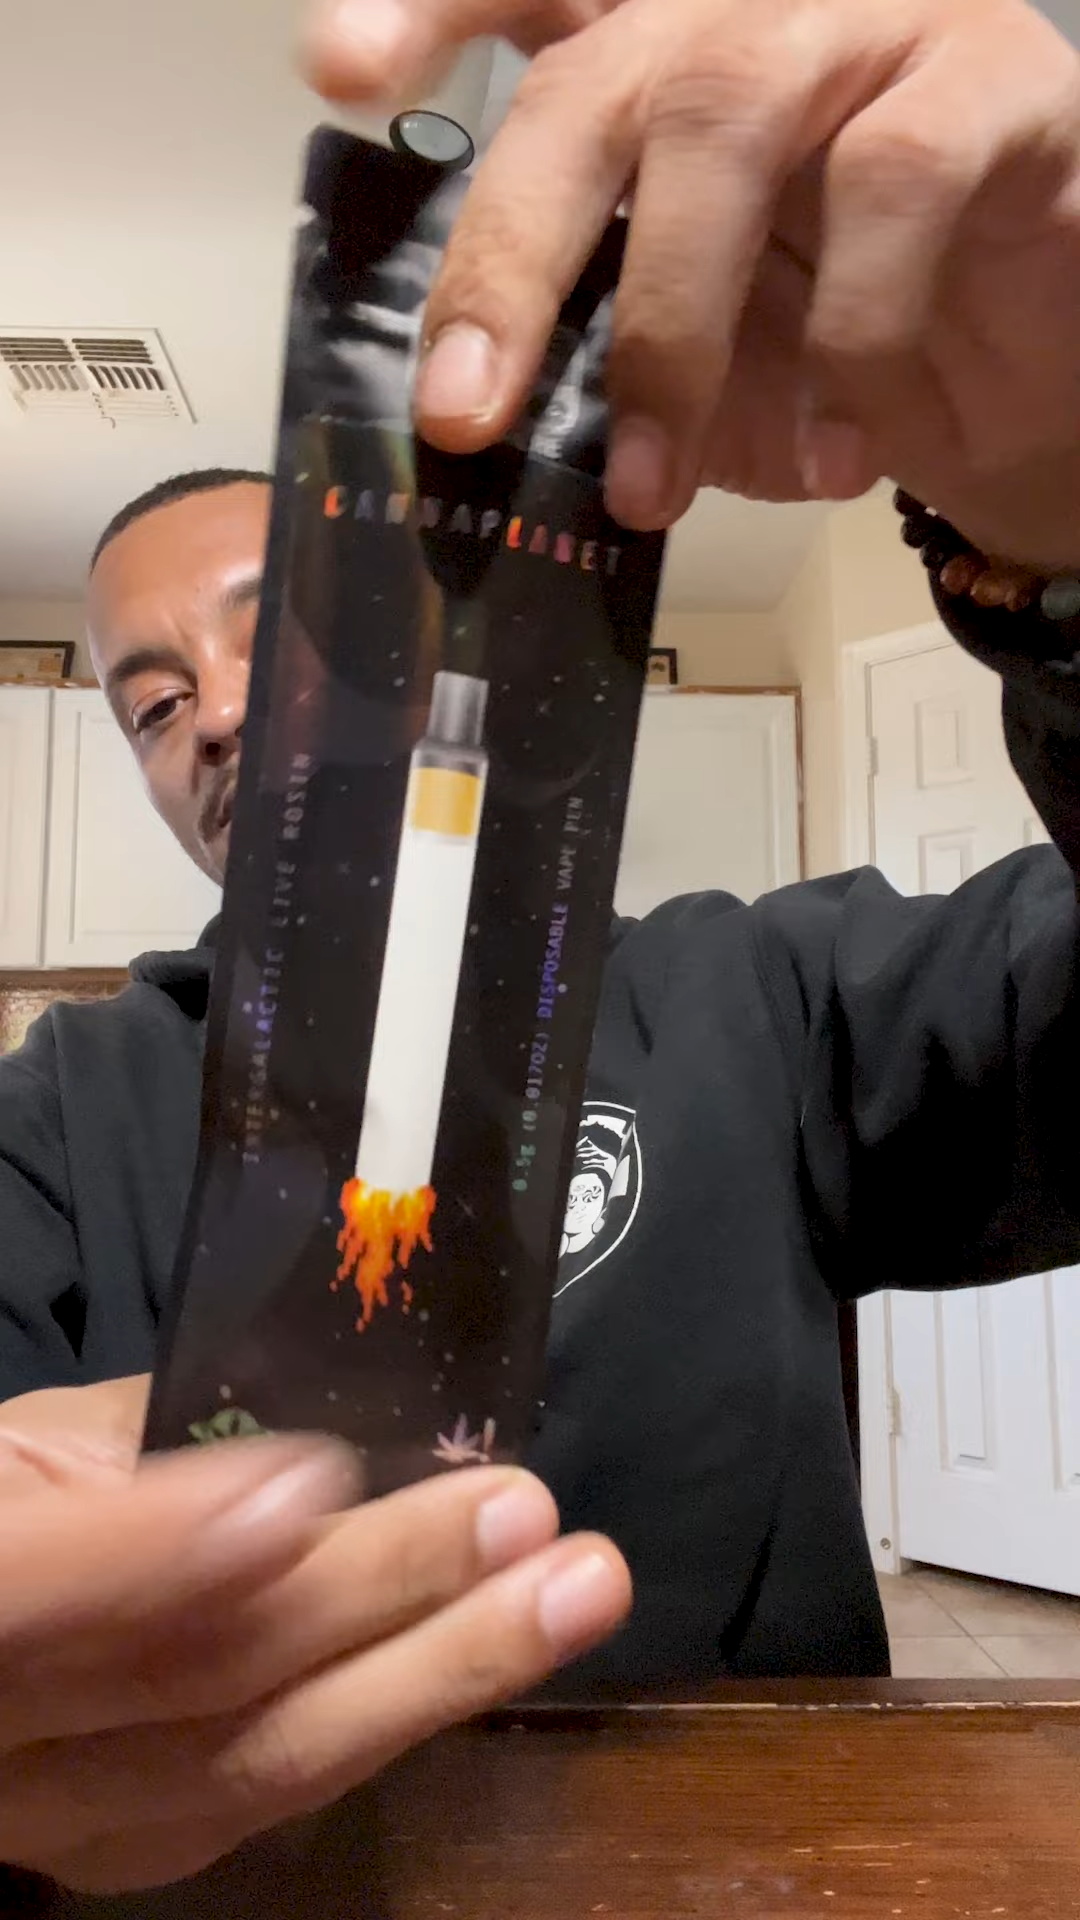 CANNAPLANET
INTERGALACTIC LIVE ROSIN
0.5g (0.017OZ) DISPOSABLE VAPE PEN